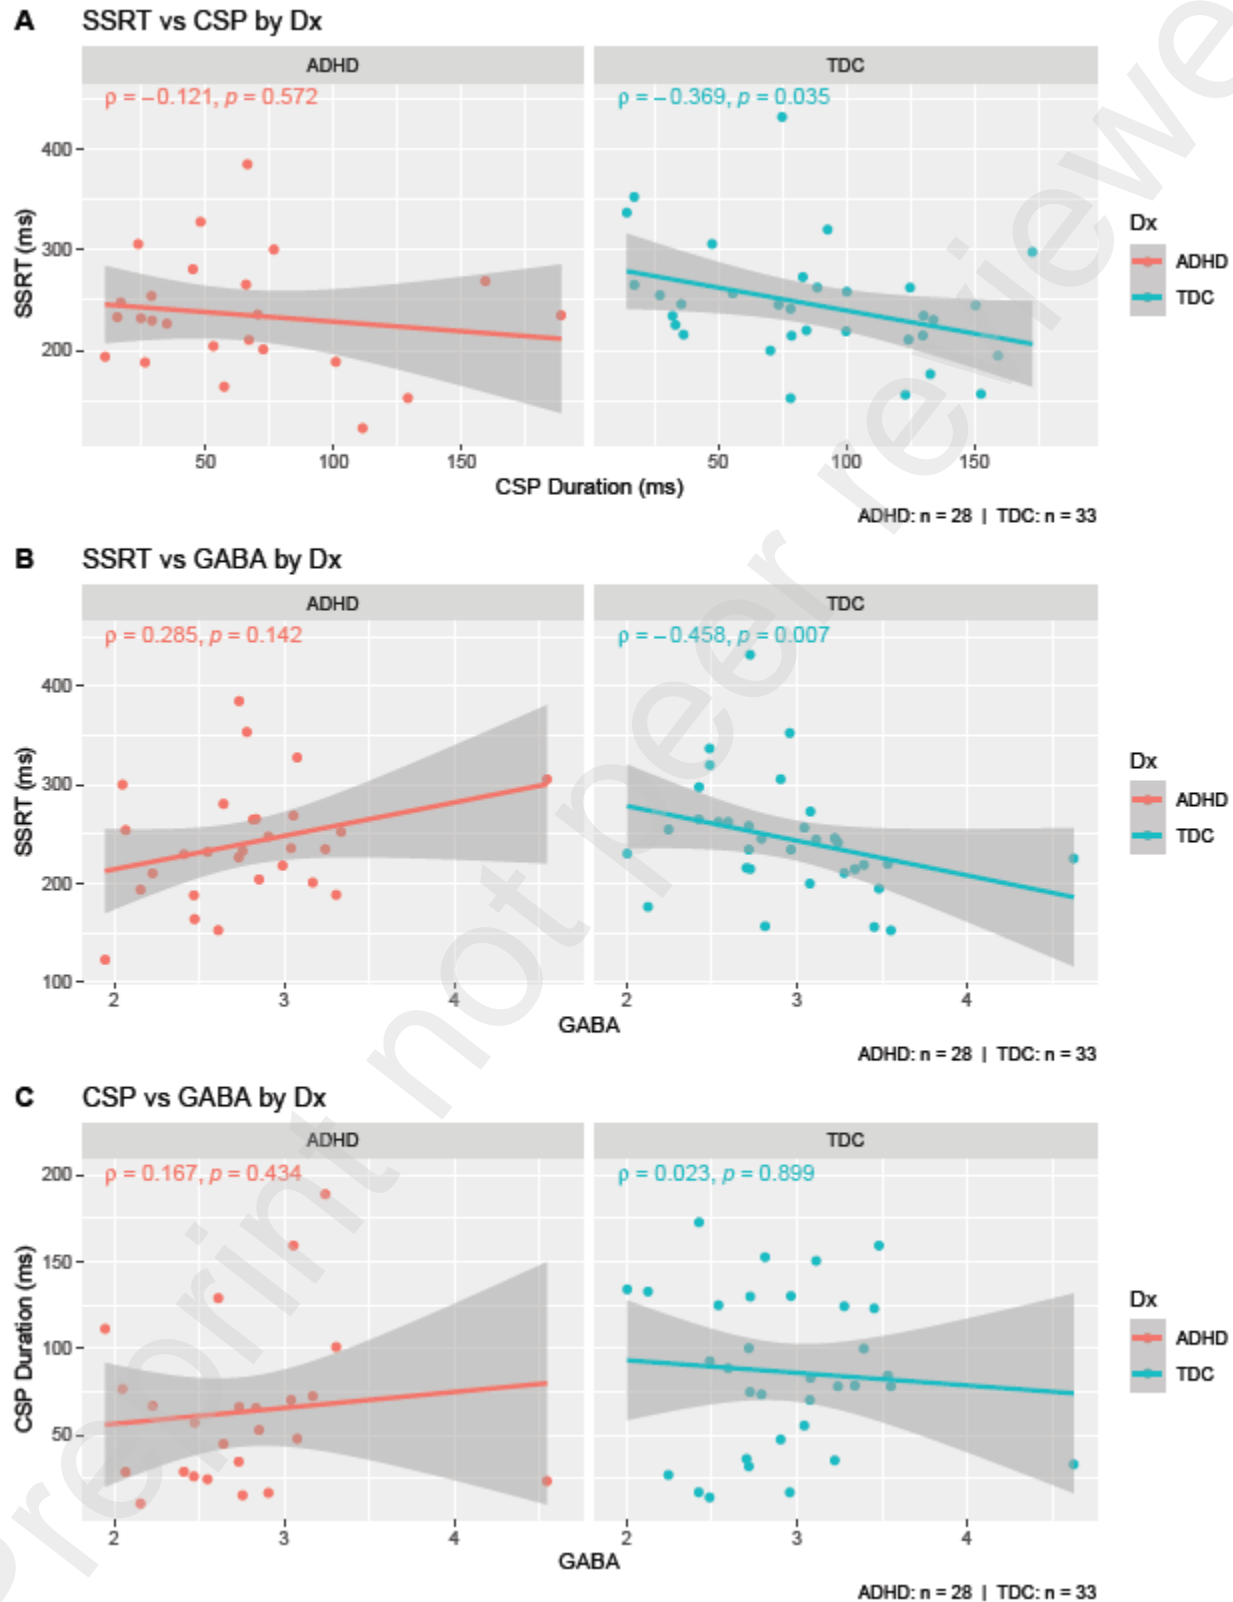 A SSRT vs CSP by Dx
ADHD TDC
ρ = −0.121, p = 0.572 ρ = −0.369, p = 0.035
400
300
200
SSRT (ms)
50 100 150 50 100 150
CSP Duration (ms)
Dx
ADHD
TDC
ADHD: n = 28 | TDC: n = 33
B SSRT vs GABA by Dx
ADHD TDC
ρ = 0.285, p = 0.142 ρ = −0.458, p = 0.007
400
300
200
100
SSRT (ms)
2 3 4 2 3 4
GABA
Dx
ADHD
TDC
ADHD: n = 28 | TDC: n = 33
C CSP vs GABA by Dx
ADHD TDC
ρ = 0.167, p = 0.434 ρ = 0.023, p = 0.899
200
150
100
50
CSP Duration (ms)
2 3 4 2 3 4
GABA
Dx
ADHD
TDC
ADHD: n = 28 | TDC: n = 33
Preprint not peer reviewe